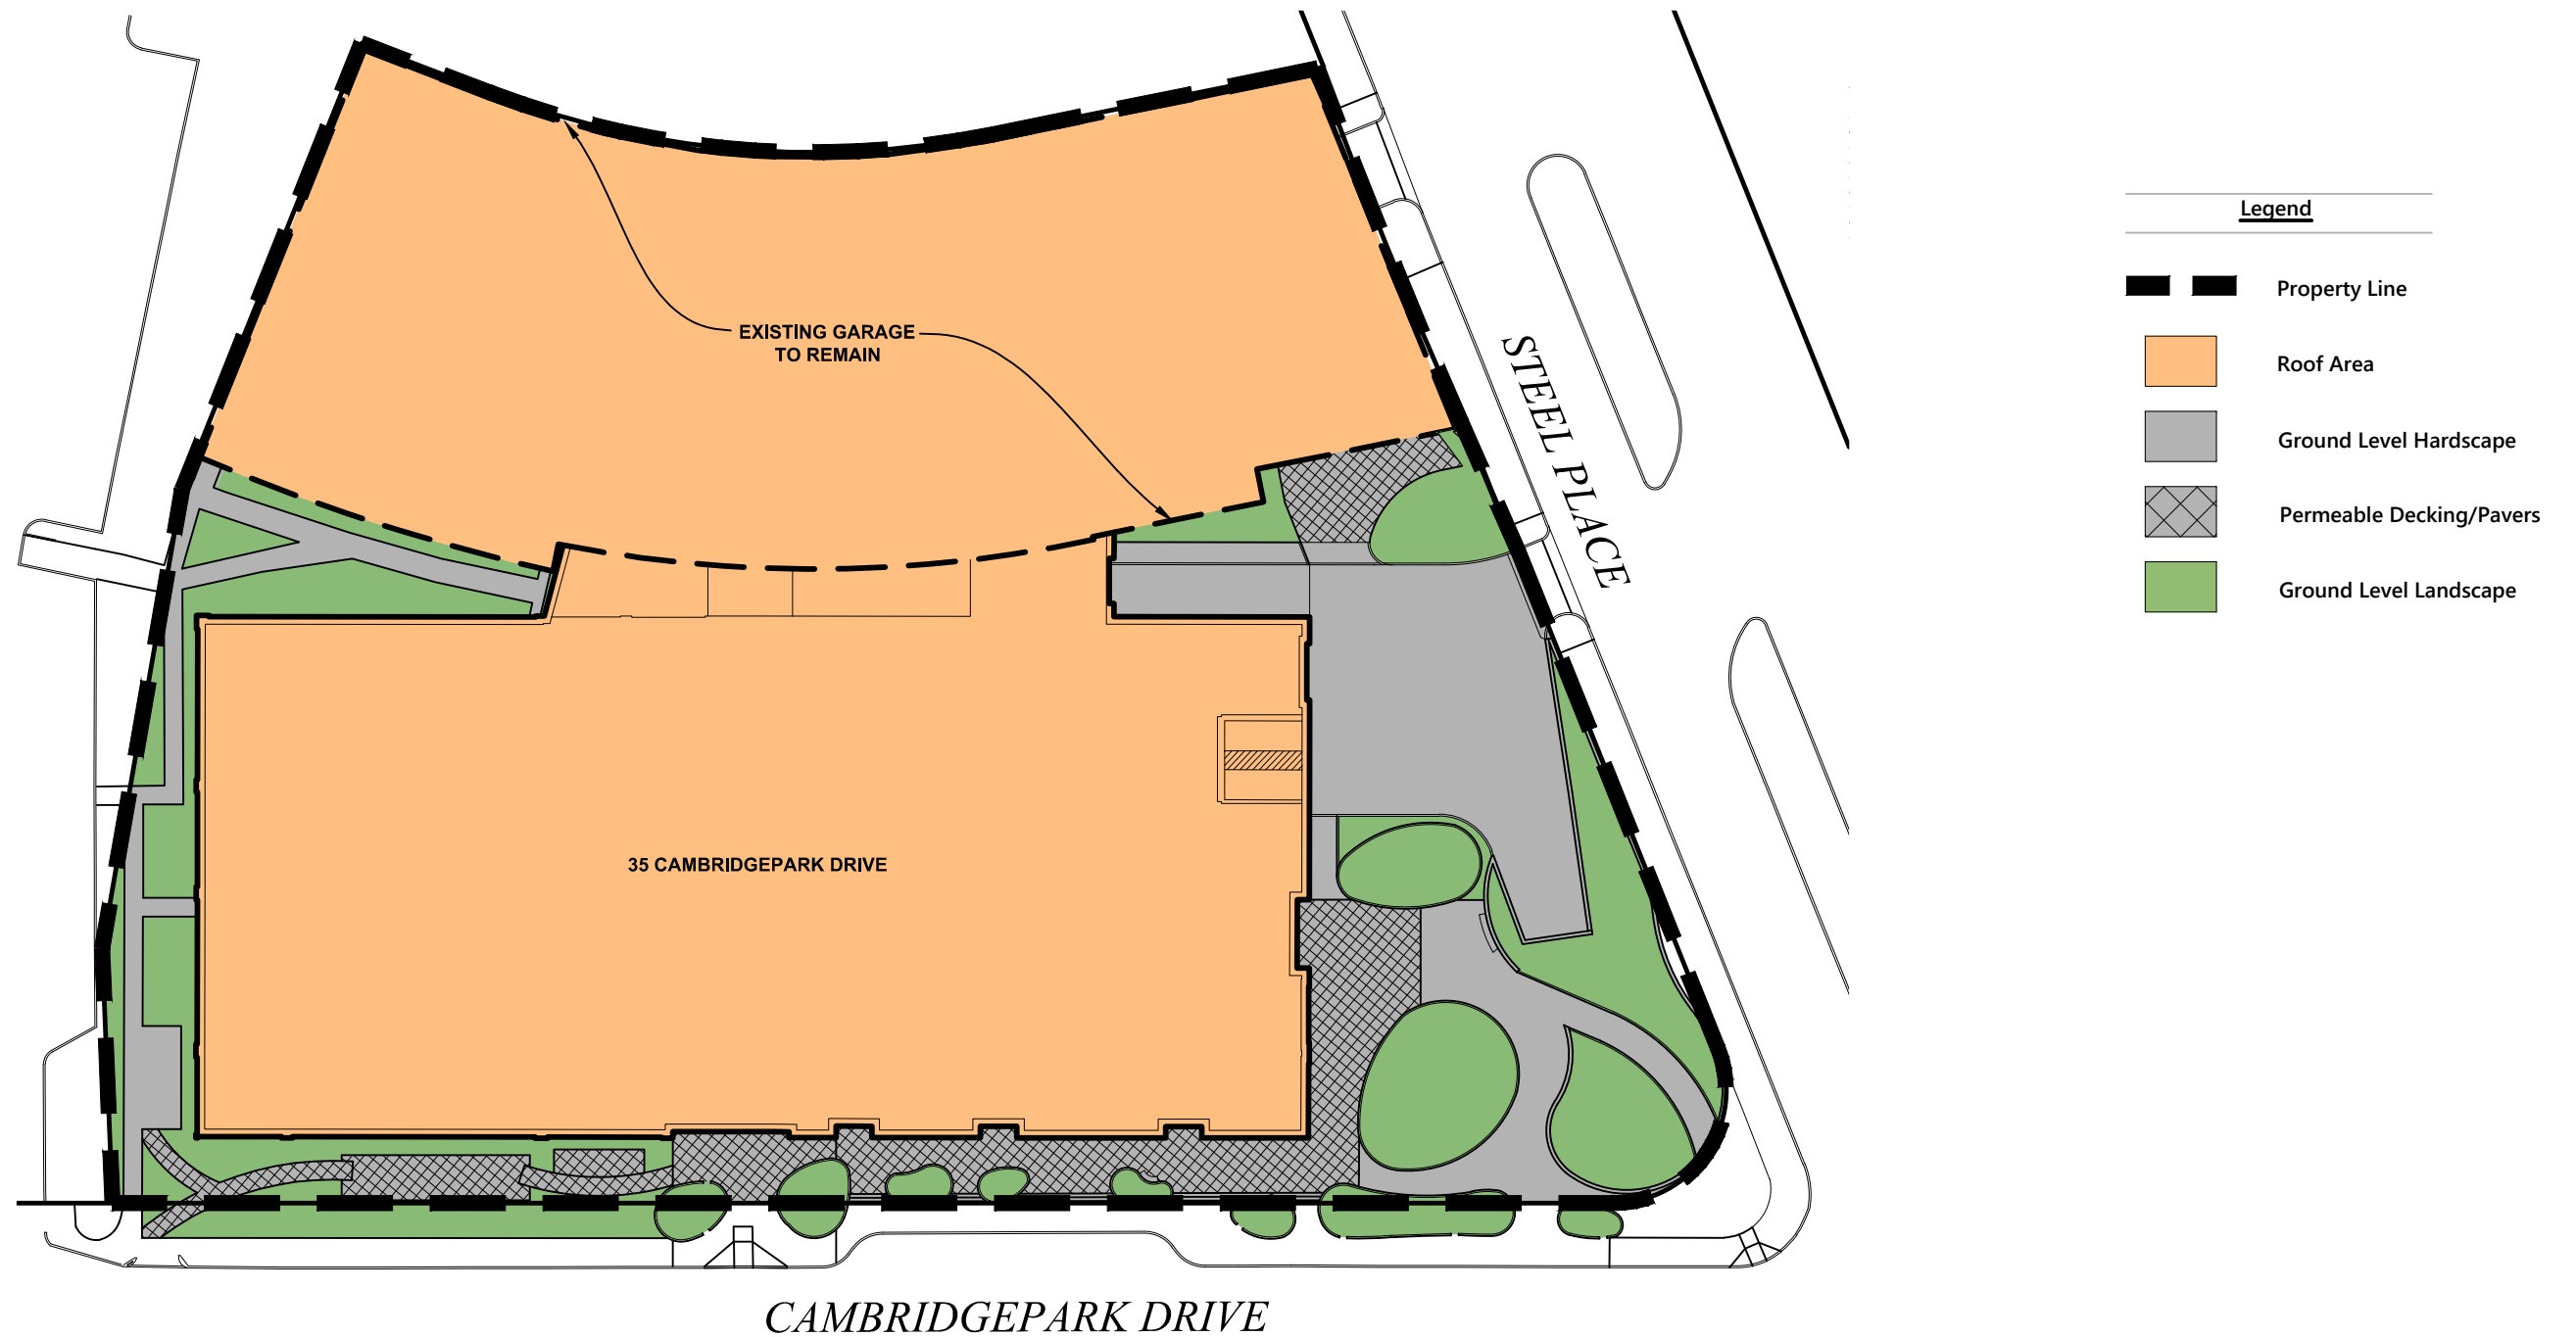 Legend
Property Line
Roof Area
Ground Level Hardscape
Permeable Decking/Pavers
Ground Level Landscape
EXISTING GARAGE
TO REMAIN
STEEL PLACE
35 CAMBRIDGEPARK DRIVE
CAMBRIDGEPARK DRIVE